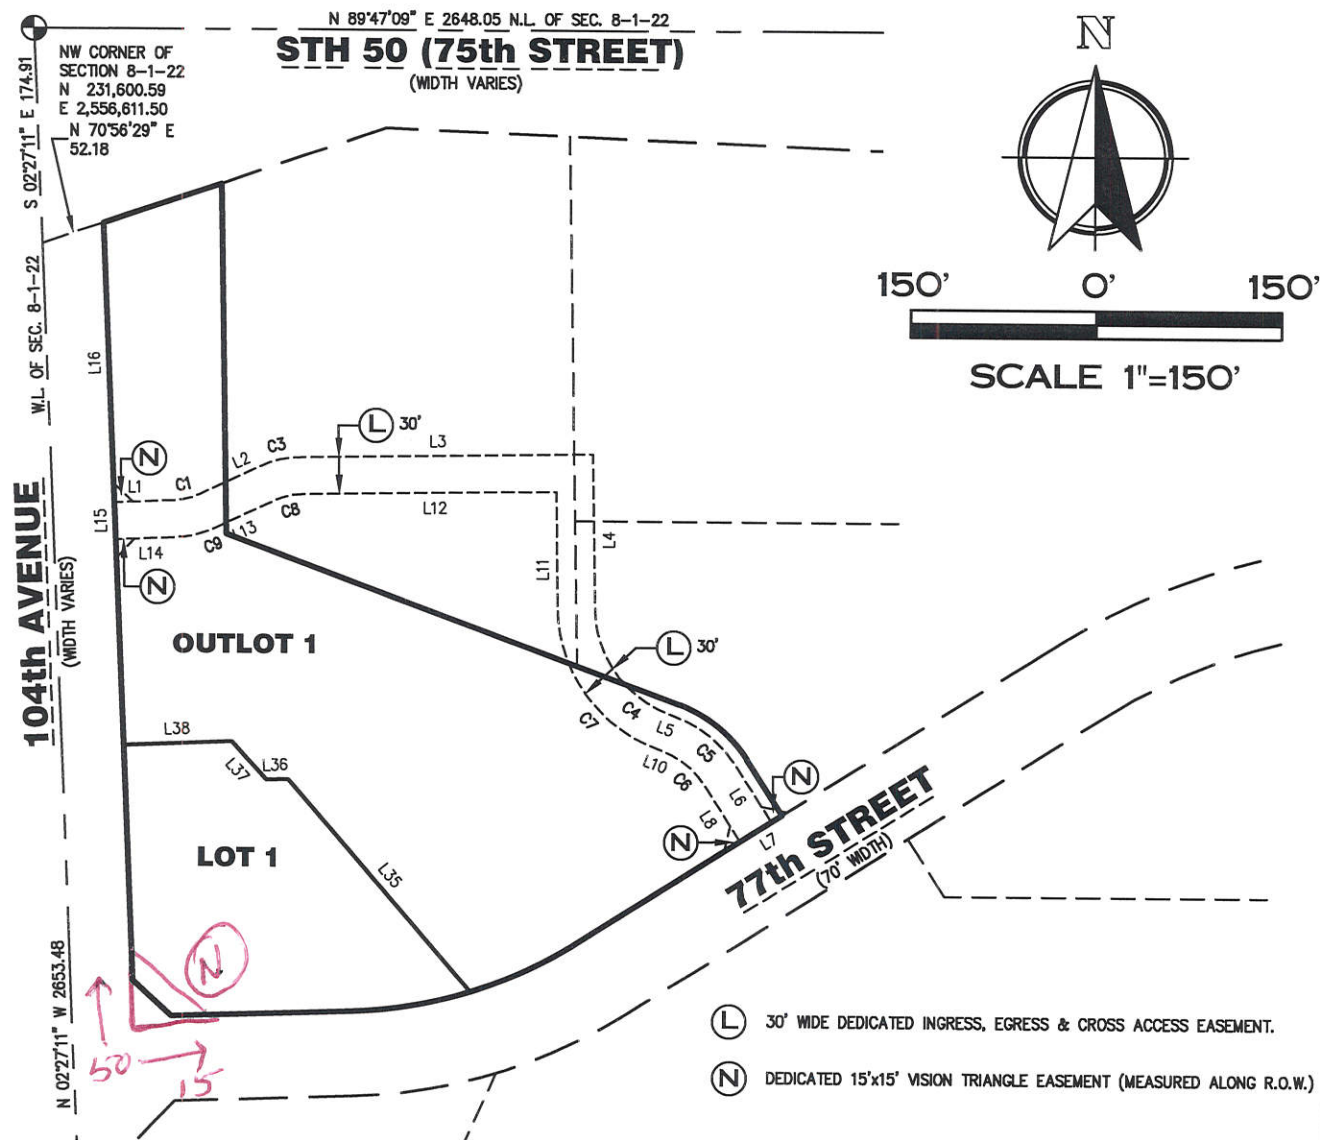 N 89°47'09" E 2648.05 N.L. OF SEC. 8-1-22
STH 50 (75th STREET)
(WIDTH VARIES)
NW CORNER OF
SECTION 8-1-22
N 231,600.59
E 2,556,611.50
N 70°56'29" E
52.18
S 02°27'11" E 174.91
W.L. OF SEC. 8-1-22
N
150' 0' 150'
SCALE 1"=150'
L16
N
L1
C1
L2
C3
L 30'
L3
L15
L14
C9
L13
C8
L12
L4
L11
N
104th AVENUE
(WIDTH VARIES)
OUTLOT 1
L 30'
C4
C7
L5
C5
L10
C6
L6
L8
L7
N
N
L38
L37
L36
LOT 1
L35
77th STREET
(70' WIDTH)
N 02°27'11" W 2653.48
N
50
15
L 30' WIDE DEDICATED INGRESS, EGRESS & CROSS ACCESS EASEMENT.
N DEDICATED 15'x15' VISION TRIANGLE EASEMENT (MEASURED ALONG R.O.W.)